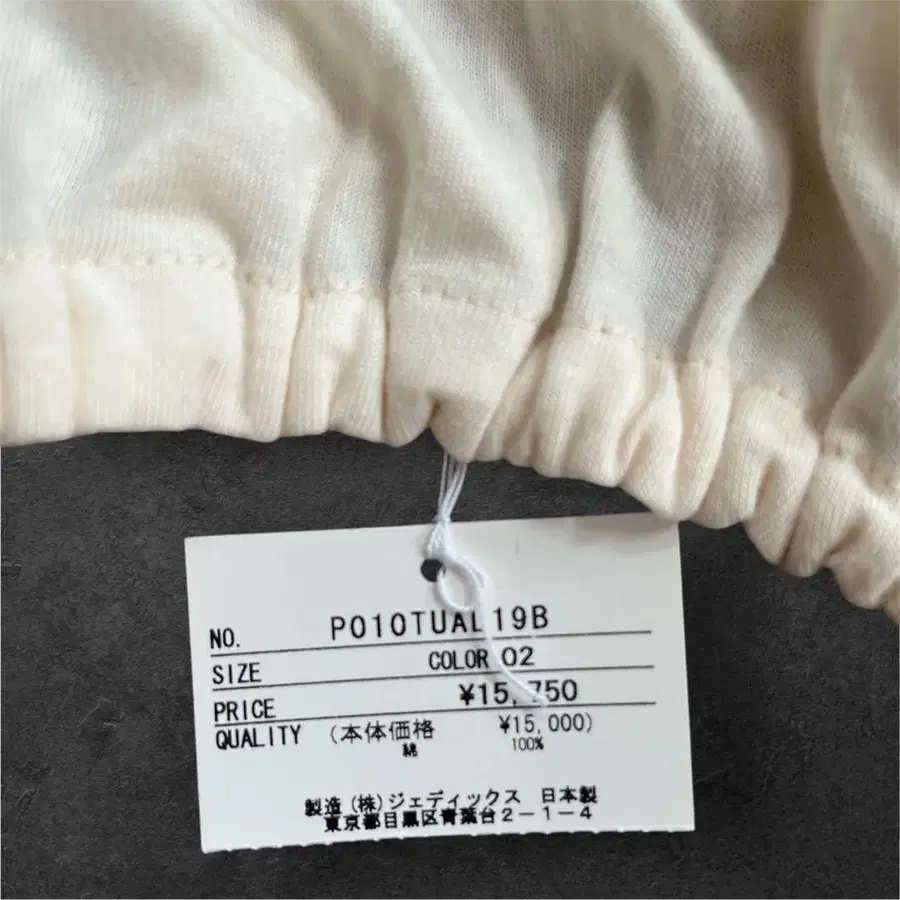 NO. P010TUAL19B
SIZE COLOR 02
PRICE ¥15,750
QUALITY (本体価格 ¥15,000)
綿 100%
製造(株)ジェディックス 日本製
東京都目黒区青葉台2-1-4